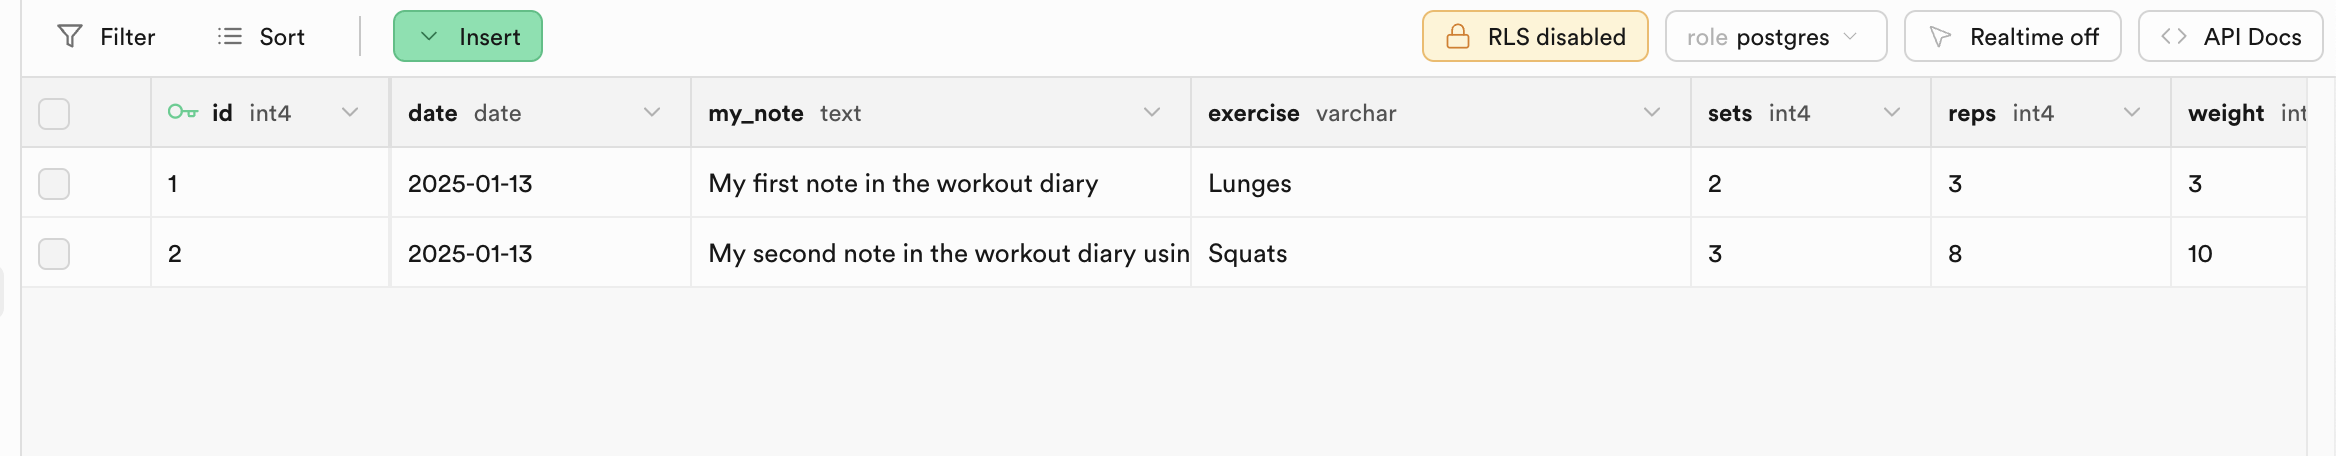 Filter Sort Insert RLS disabled role postgres Realtime off API Docs
id int4 date date my_note text exercise varchar sets int4 reps int4 weight int
1 2025-01-13 My first note in the workout diary Lunges 2 3 3
2 2025-01-13 My second note in the workout diary usin Squats 3 8 10